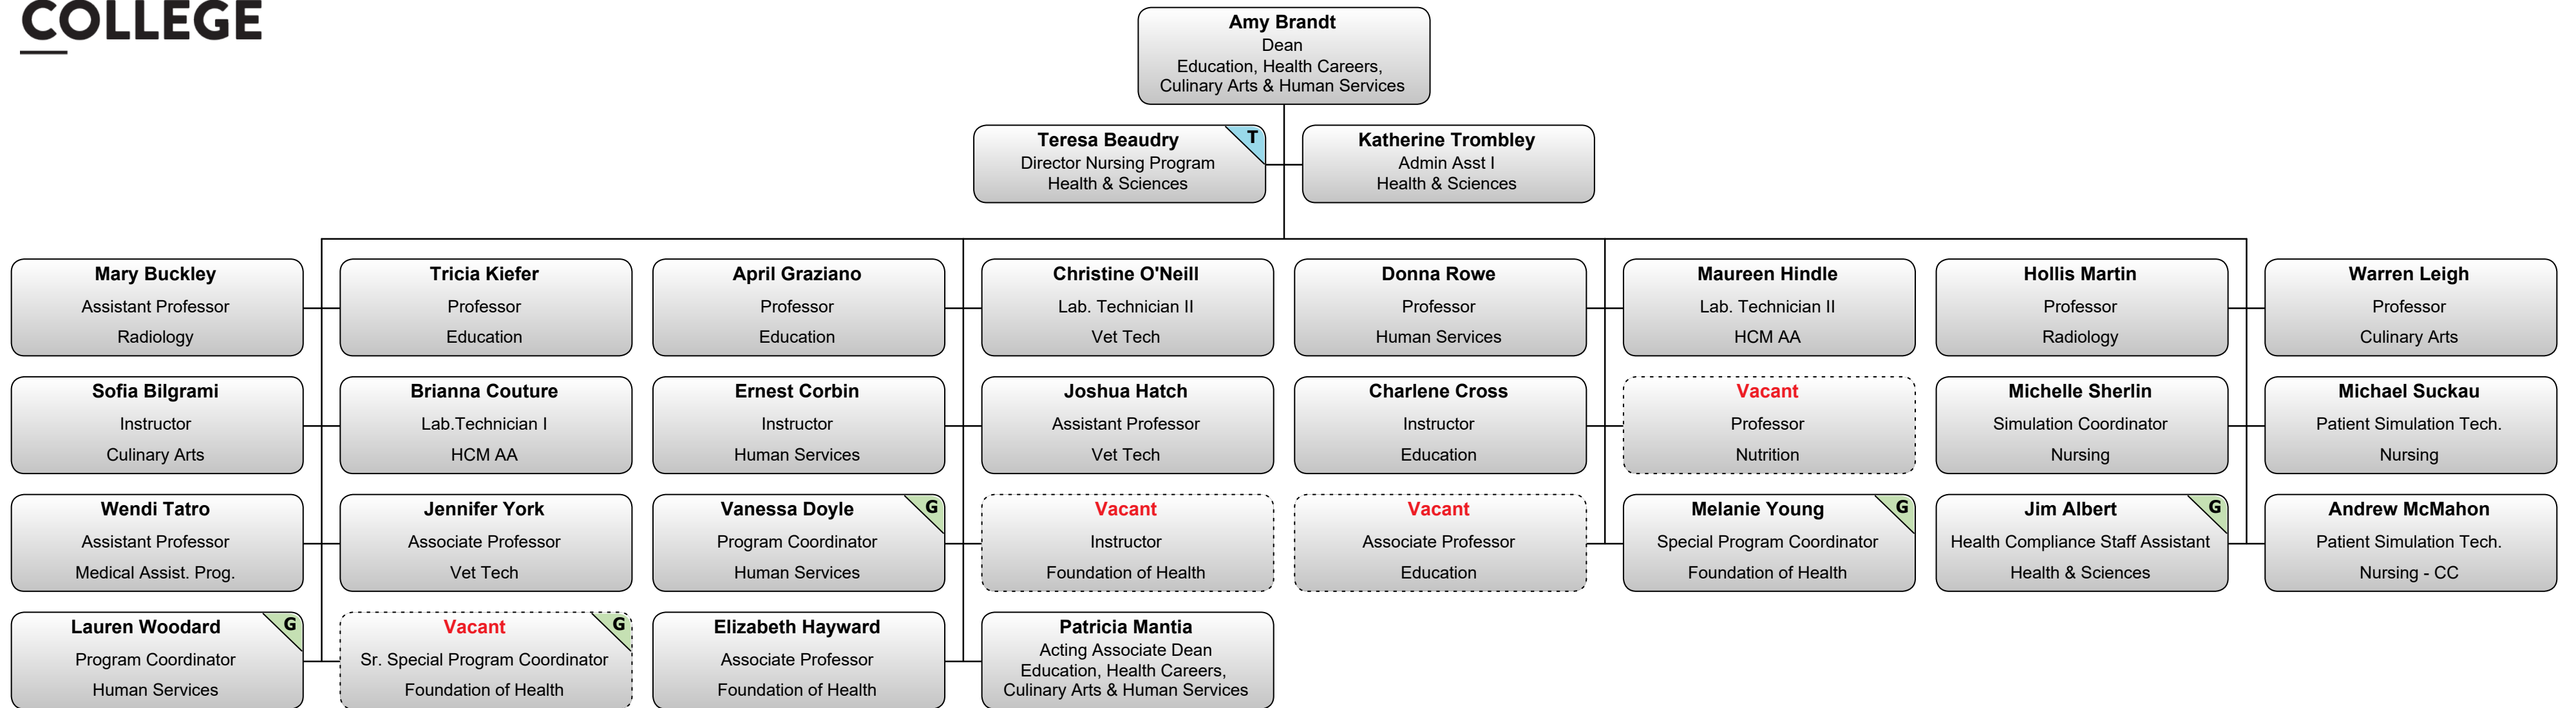 COLLEGE
Amy Brandt
Dean
Education, Health Careers,
Culinary Arts & Human Services
Teresa Beaudry
T
Director Nursing Program
Health & Sciences
Katherine Trombley
Admin Asst I
Health & Sciences
Mary Buckley
Assistant Professor
Radiology
Tricia Kiefer
Professor
Education
April Graziano
Professor
Education
Christine O'Neill
Lab. Technician II
Vet Tech
Donna Rowe
Professor
Human Services
Maureen Hindle
Lab. Technician II
HCM AA
Hollis Martin
Professor
Radiology
Warren Leigh
Professor
Culinary Arts
Sofia Bilgrami
Instructor
Culinary Arts
Brianna Couture
Lab.Technician I
HCM AA
Ernest Corbin
Instructor
Human Services
Joshua Hatch
Assistant Professor
Vet Tech
Charlene Cross
Instructor
Education
Vacant
Professor
Nutrition
Michelle Sherlin
Simulation Coordinator
Nursing
Michael Suckau
Patient Simulation Tech.
Nursing
Wendi Tatro
Assistant Professor
Medical Assist. Prog.
Jennifer York
Associate Professor
Vet Tech
Vanessa Doyle
G
Program Coordinator
Human Services
Vacant
Instructor
Foundation of Health
Vacant
Associate Professor
Education
Melanie Young
G
Special Program Coordinator
Foundation of Health
Jim Albert
G
Health Compliance Staff Assistant
Health & Sciences
Andrew McMahon
Patient Simulation Tech.
Nursing - CC
Lauren Woodard
G
Program Coordinator
Human Services
Vacant
G
Sr. Special Program Coordinator
Foundation of Health
Elizabeth Hayward
Associate Professor
Foundation of Health
Patricia Mantia
Acting Associate Dean
Education, Health Careers,
Culinary Arts & Human Services